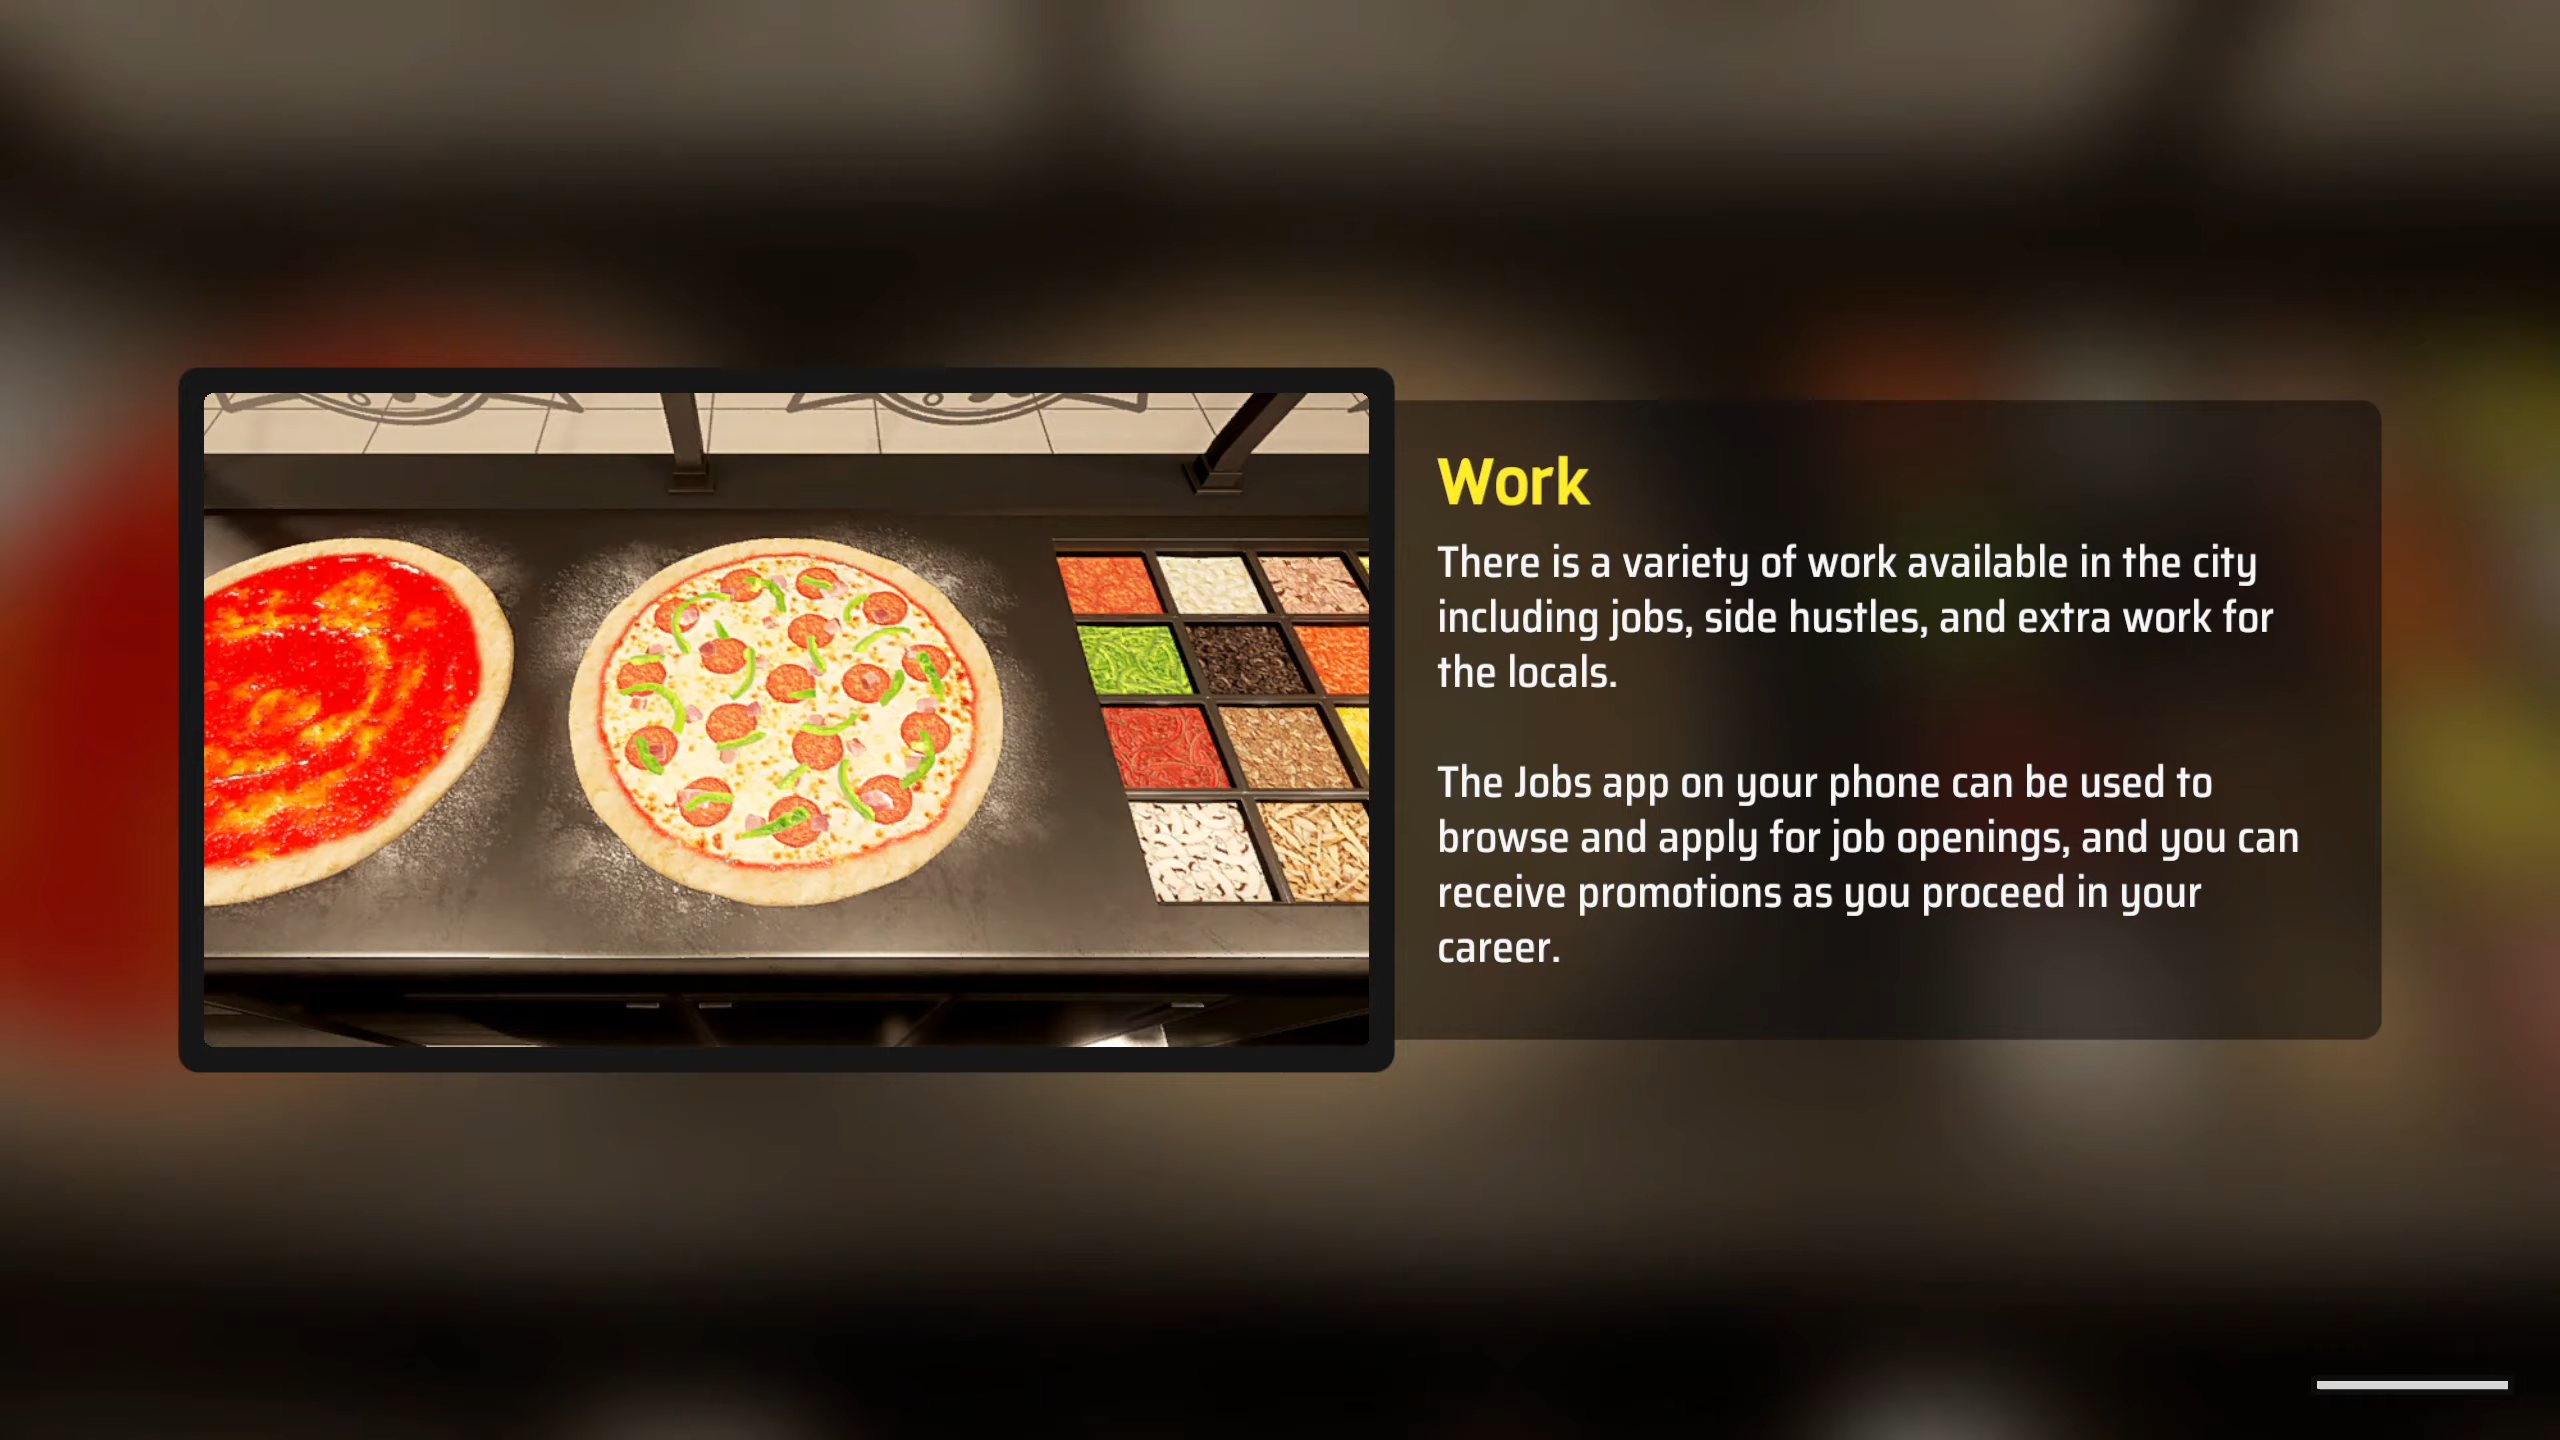 Work
There is a variety of work available in the city
including jobs, side hustles, and extra work for
the locals.
The Jobs app on your phone can be used to
browse and apply for job openings, and you can
receive promotions as you proceed in your
career.